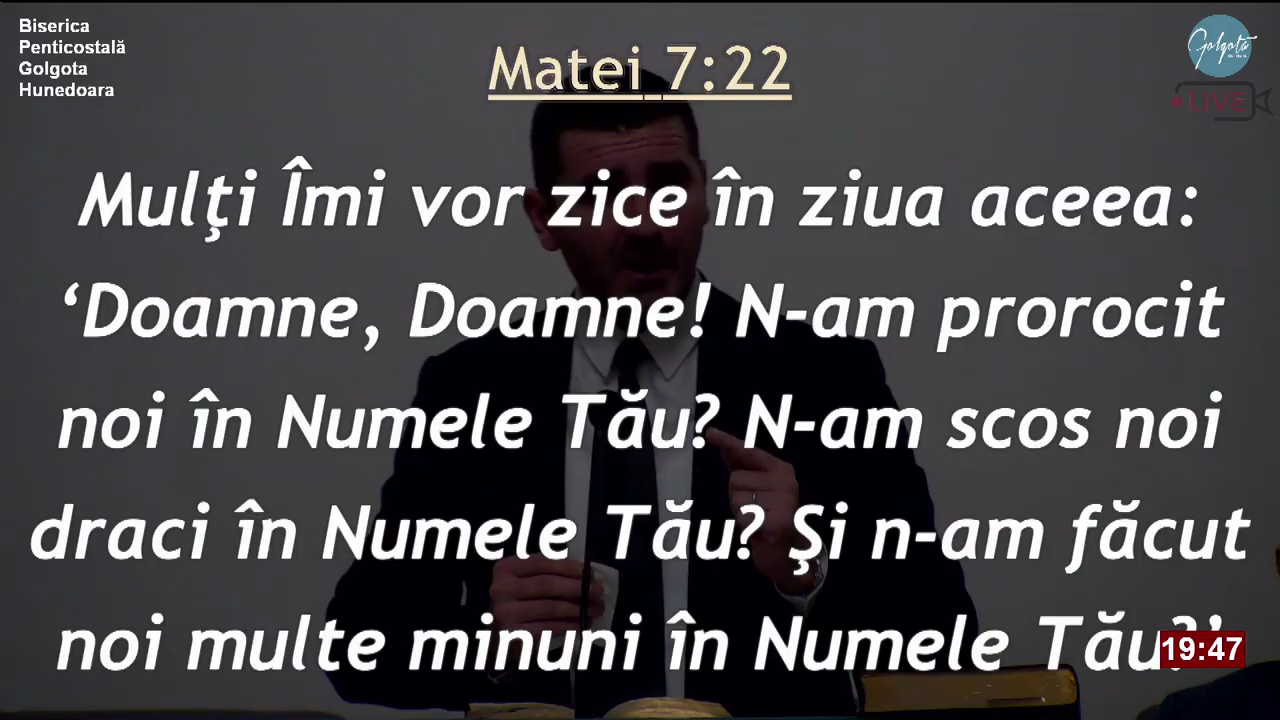 Biserica
Penticostală
Golgota
Hunedoara
Golgota
LIVE
Matei 7:22
Mulţi Îmi vor zice în ziua aceea:
‘Doamne, Doamne! N-am prorocit
noi în Numele Tău? N-am scos noi
draci în Numele Tău? Şi n-am făcut
noi multe minuni în Numele Tău?’
19:47